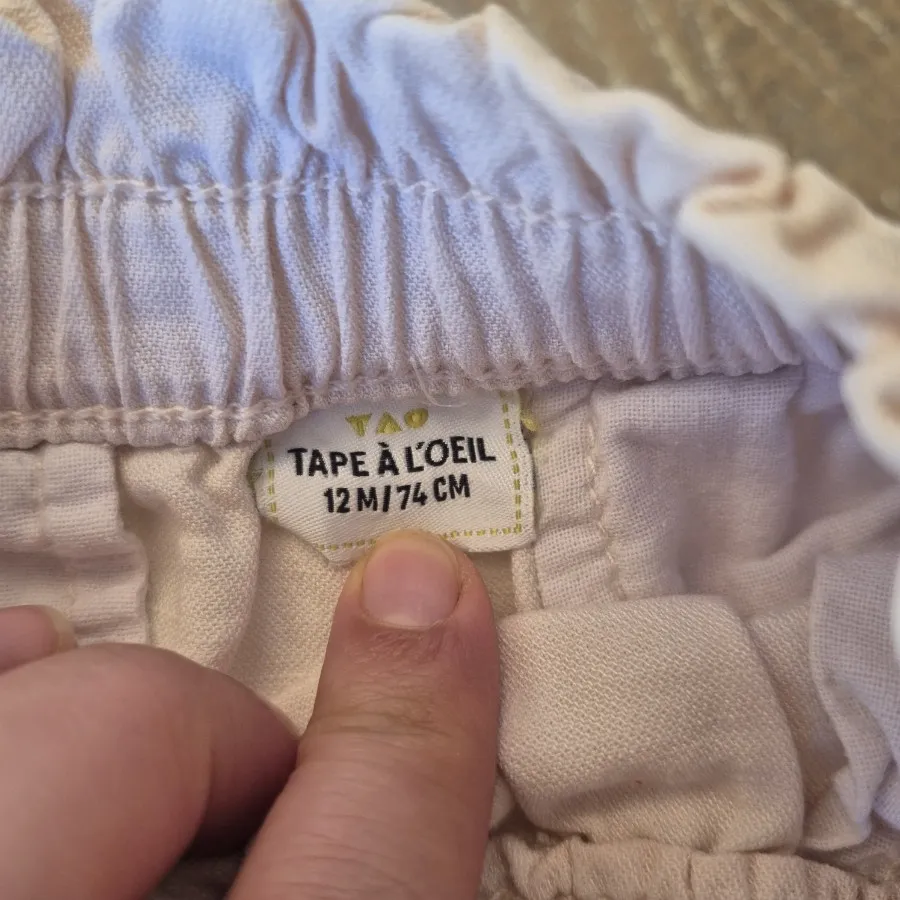 TAO
TAPE À L'OEIL
12 M/74 CM